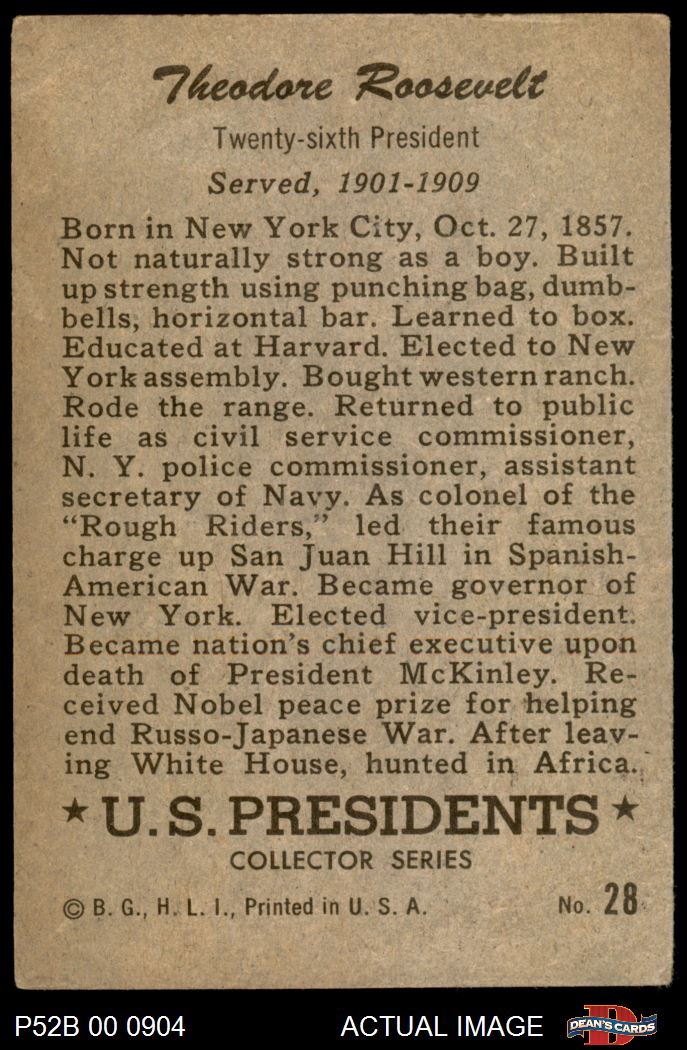 Theodore Roosevelt
Twenty-sixth President
Served, 1901-1909
Born in New York City, Oct. 27, 1857.
Not naturally strong as a boy. Built
up strength using punching bag, dumb-
bells, horizontal bar. Learned to box.
Educated at Harvard. Elected to New
York assembly. Bought western ranch.
Rode the range. Returned to public
life as civil service commissioner,
N. Y. police commissioner, assistant
secretary of Navy. As colonel of the
“Rough Riders,” led their famous
charge up San Juan Hill in Spanish-
American War. Became governor of
New York. Elected vice-president.
Became nation's chief executive upon
death of President McKinley. Re-
ceived Nobel peace prize for helping
end Russo-Japanese War. After leav-
ing White House, hunted in Africa.
★ U.S. PRESIDENTS ★
COLLECTOR SERIES
© B. G., H. L. I., Printed in U. S. A. No. 28
P52B 00 0904 ACTUAL IMAGE D DEAN'S CARDS